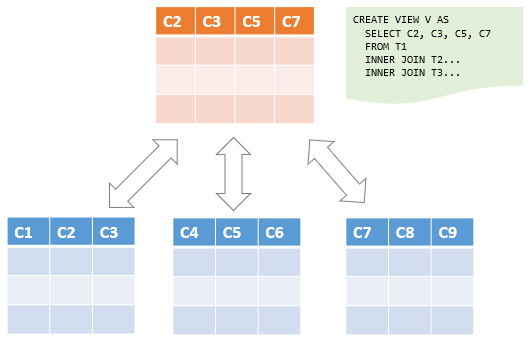 C2 C3 C5 C7
CREATE VIEW V AS
SELECT C2, C3, C5, C7
FROM T1
INNER JOIN T2...
INNER JOIN T3...
C1 C2 C3
C4 C5 C6
C7 C8 C9